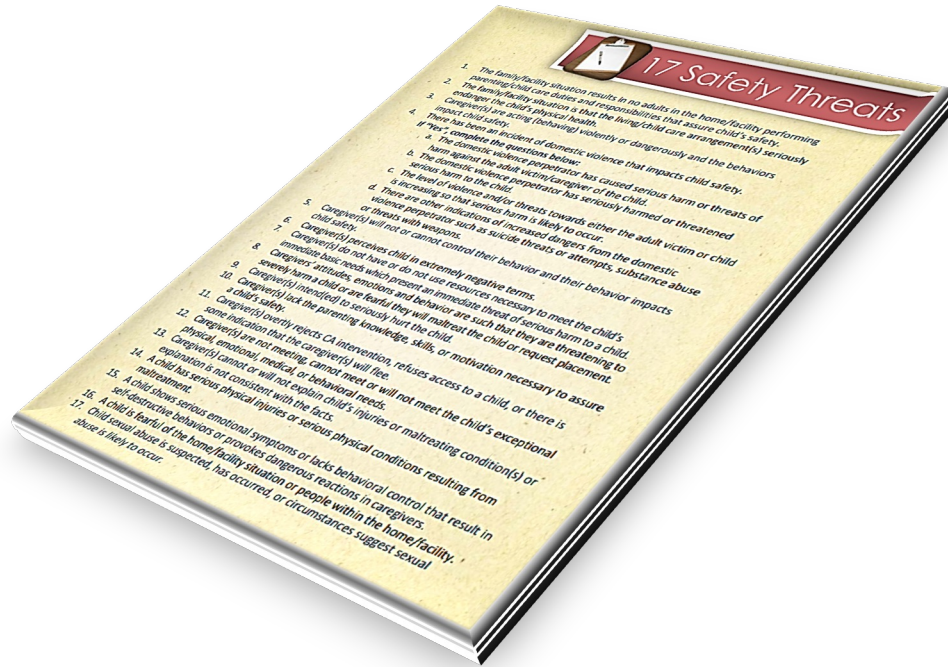 17 Safety Threats
1. The family/facility situation results in no adults in the home/facility performing
parenting/child care duties and responsibilities that assure child's safety.
2. The family/facility situation is that the living/child care arrangement(s) seriously
endanger the child's physical health.
3. Caregiver(s) are acting (behaving) violently or dangerously and the behaviors
impact child safety.
4. There has been an incident of domestic violence that impacts child safety.
If "Yes", complete the questions below:
a. The domestic violence perpetrator has caused serious harm or threats of
harm against the adult victim/caregiver of the child.
b. The domestic violence perpetrator has seriously harmed or threatened
serious harm to the child.
c. The level of violence and/or threats towards either the adult victim or child
is increasing so that serious harm is likely to occur.
d. There are other indications of increased dangers from the domestic
violence perpetrator such as suicide threats or attempts, substance abuse
or threats with weapons.
5. Caregiver(s) will not or cannot control their behavior and their behavior impacts
child safety.
6. Caregiver(s) perceives child in extremely negative terms.
7. Caregiver(s) do not have or do not use resources necessary to meet the child's
immediate basic needs which present an immediate threat of serious harm to a child.
8. Caregivers' attitudes, emotions and behavior are such that they are threatening to
severely harm a child or are fearful they will maltreat the child or request placement.
9. Caregiver(s) intend(ed) to seriously hurt the child.
10. Caregiver(s) lack the parenting knowledge, skills, or motivation necessary to assure
a child's safety.
11. Caregiver(s) overtly rejects CA intervention, refuses access to a child, or there is
some indication that the caregiver(s) will flee.
12. Caregiver(s) are not meeting, cannot meet or will not meet the child's exceptional
physical, emotional, medical, or behavioral needs.
13. Caregiver(s) cannot or will not explain child's injuries or maltreating condition(s) or
explanation is not consistent with the facts.
14. A child has serious physical injuries or serious physical conditions resulting from
maltreatment.
15. A child shows serious emotional symptoms or lacks behavioral control that result in
self-destructive behaviors or provokes dangerous reactions in caregivers.
16. A child is fearful of the home/facility situation or people within the home/facility.
17. Child sexual abuse is suspected, has occurred, or circumstances suggest sexual
abuse is likely to occur.